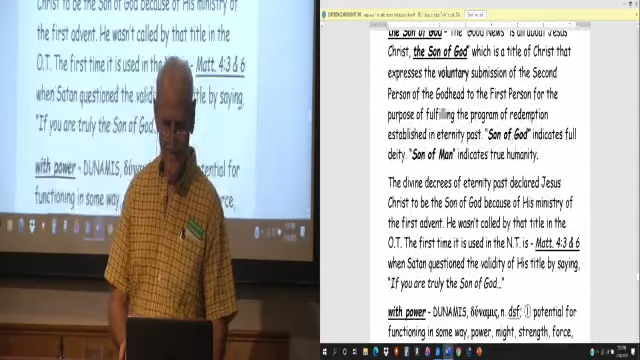 Christ to be the Son of God because of His ministry of
the first advent. He wasn't called by that title in the
O.T. The first time it is used in the N. Matt. 4:3 & 6
when Satan questioned the validity title by saying,
"If you are truly the Son of God..
with power - DUNAMIS, potential for
functioning in some way, force,
the Son of God - The Good News is all about Jesus
Christ, the Son of God" which is a title of Christ that
expresses the voluntary submission of the Second
Person of the Godhead to the First Person for the
purpose of fulfilling the program of redemption
established in eternity past. "Son of God" indicates full
deity. "Son of Man" indicates true humanity.
The divine decrees of eternity past declared Jesus
Christ to be the Son of God because of His ministry of
the first advent. He wasn't called by that title in the
O.T. The first time it is used in the N.T. is - Matt. 4:3 & 6
when Satan questioned the validity of His title by saying,
"If you are truly the Son of God.."
with power - DUNAMIS, δύναμις, n. dsf; ① potential for
functioning in some way, power, might, strength, force,